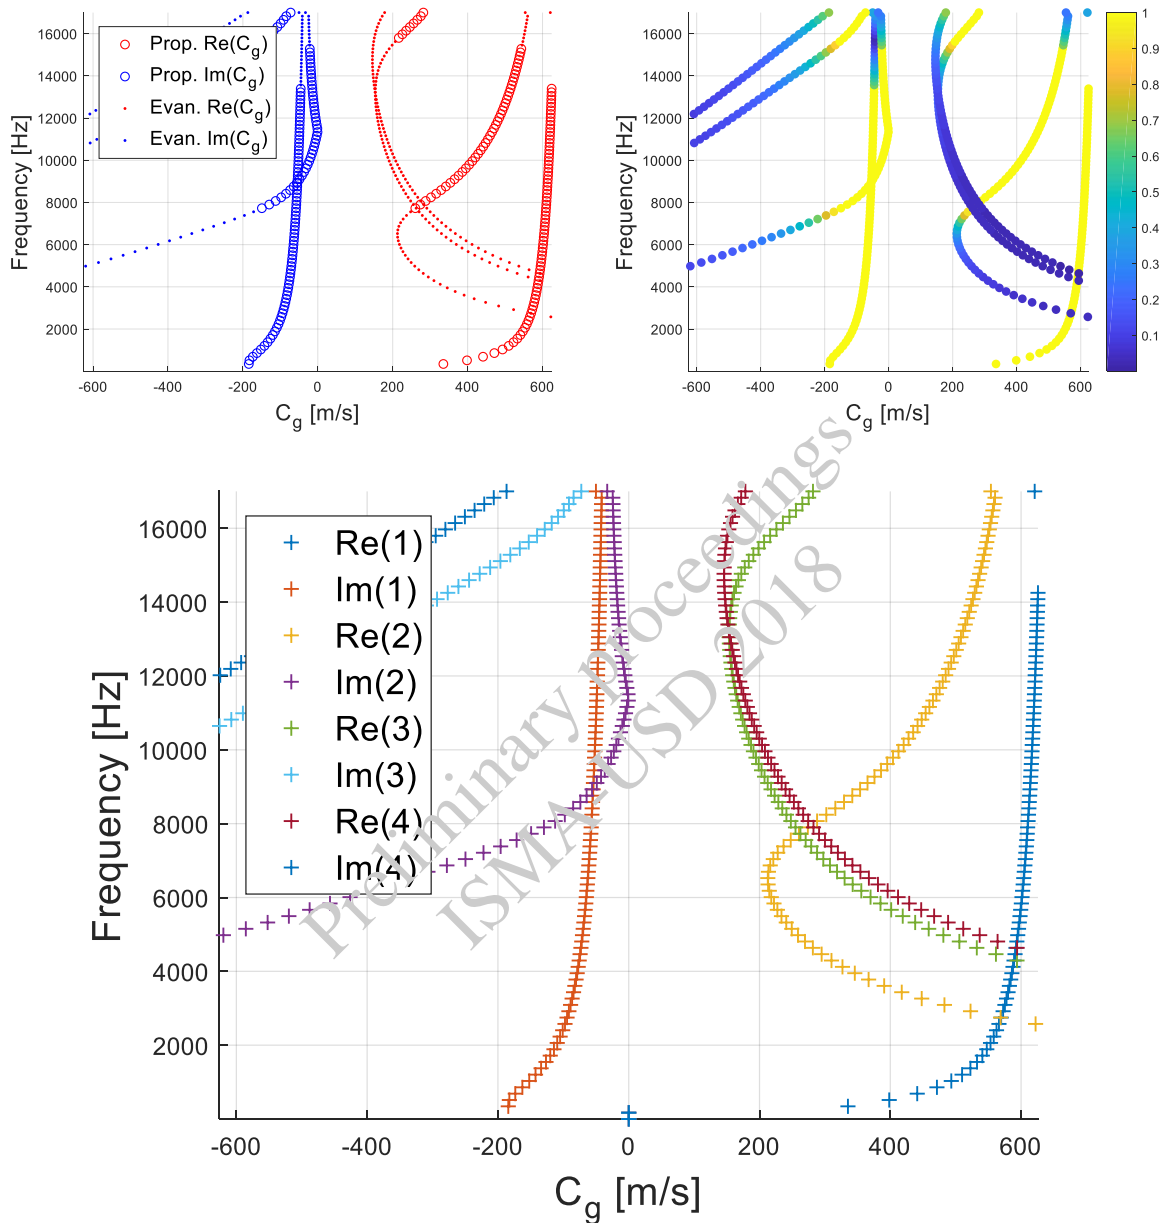 16000
14000
12000
10000
8000
6000
4000
2000
Frequency [Hz]
Prop. Re(Cg)
Prop. Im(Cg)
Evan. Re(Cg)
Evan. Im(Cg)
-600 -400 -200 0 200 400 600
Cg [m/s]
16000
14000
12000
10000
8000
6000
4000
2000
Frequency [Hz]
-600 -400 -200 0 200 400 600
Cg [m/s]
1
0.9
0.8
0.7
0.6
0.5
0.4
0.3
0.2
0.1
16000
14000
12000
10000
8000
6000
4000
2000
Frequency [Hz]
Re(1)
Im(1)
Re(2)
Im(2)
Re(3)
Im(3)
Re(4)
Im(4)
-600 -400 -200 0 200 400 600
Cg [m/s]
Preliminary proceedings
ISMA-USD 2018